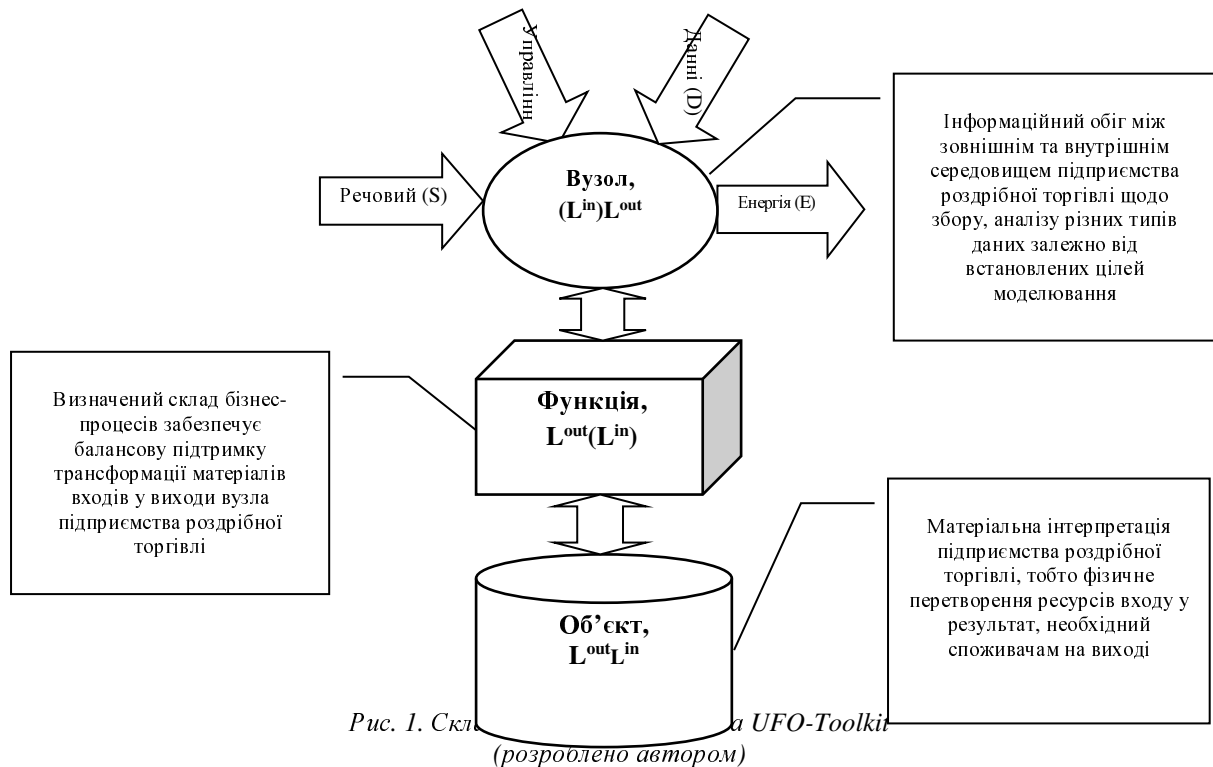 Управлінн
Данні (D)
Речовий (S)
Вузол,
(L^in)L^out
Енергія (E)
Інформаційний обіг між
зовнішнім та внутрішнім
середовищем підприємства
роздрібної торгівлі щодо
збору, аналізу різних типів
даних залежно від
встановлених цілей
моделювання
Визначений склад бізнес-
процесів забезпечує
балансову підтримку
трансформації матеріалів
входів у виходи вузла
підприємства роздрібної
торгівлі
Функція,
L^out(L^in)
Матеріальна інтерпретація
підприємства роздрібної
торгівлі, тобто фізичне
перетворення ресурсів входу у
результат, необхідний
споживачам на виході
Об’єкт,
L^outL^in
Рис. 1. UFO-Toolkit
(розроблено автором)